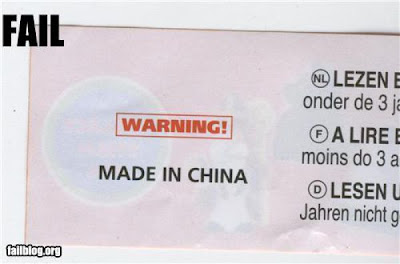 FAIL
WARNING!
MADE IN CHINA
NL LEZEN
onder de 3
F A LIRE
moins do 3 a
D LESEN
Jahren nicht
failblog.org